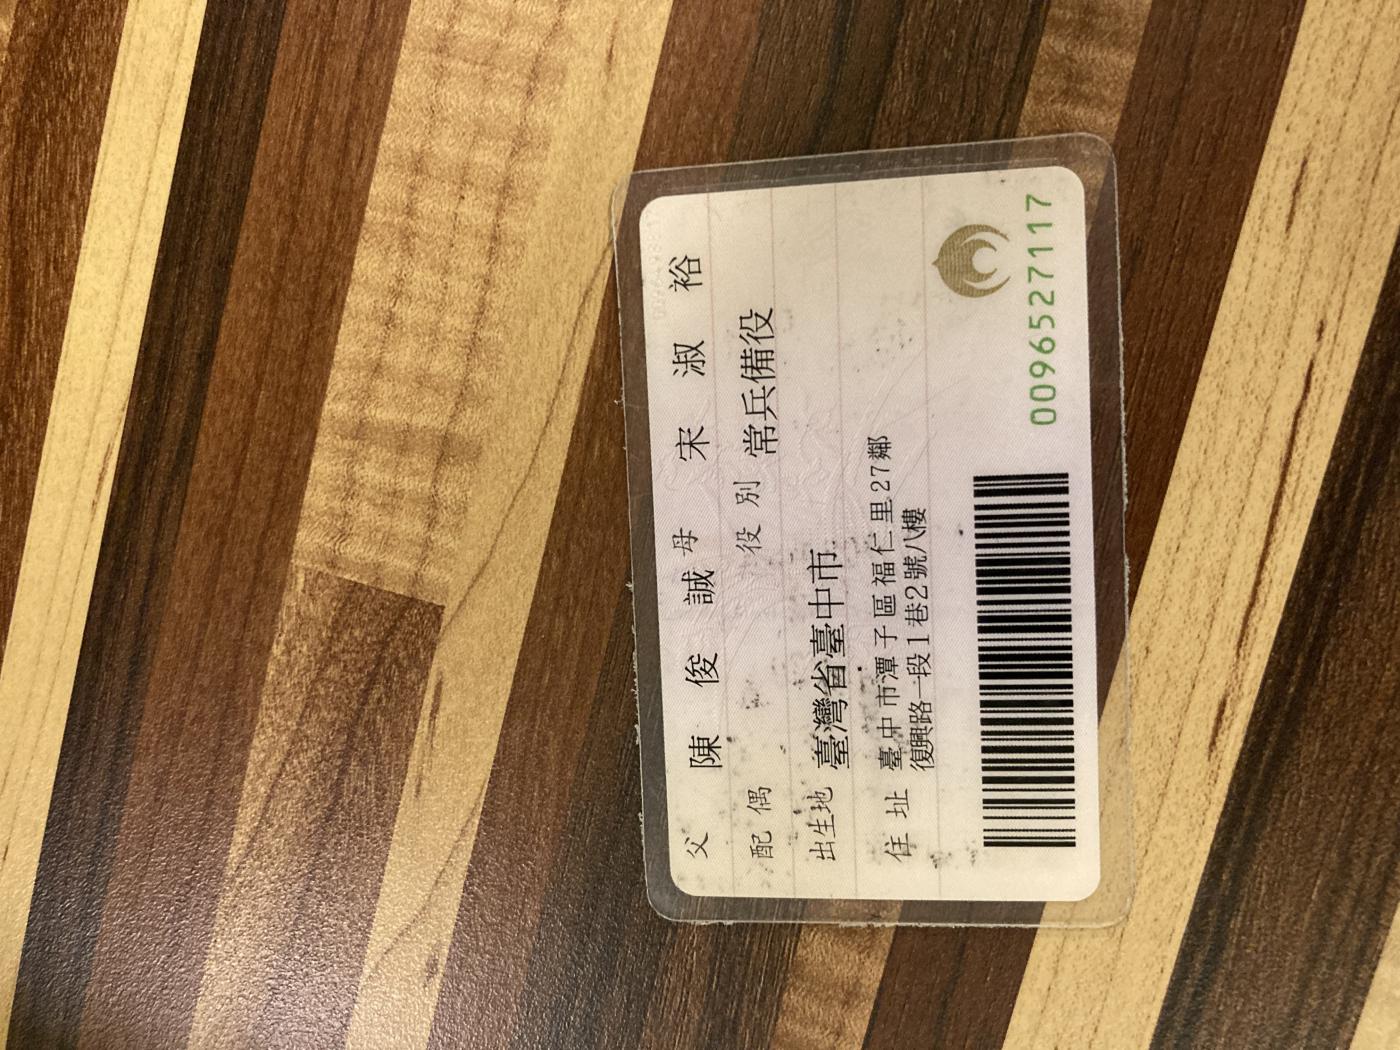 父 陳俊誠 母 宋淑裕
配偶 役別 常兵備役
出生地 臺灣省臺中市
住址 臺中市潭子區福仁里27鄰
復興路一段1巷2號八樓
0096527117